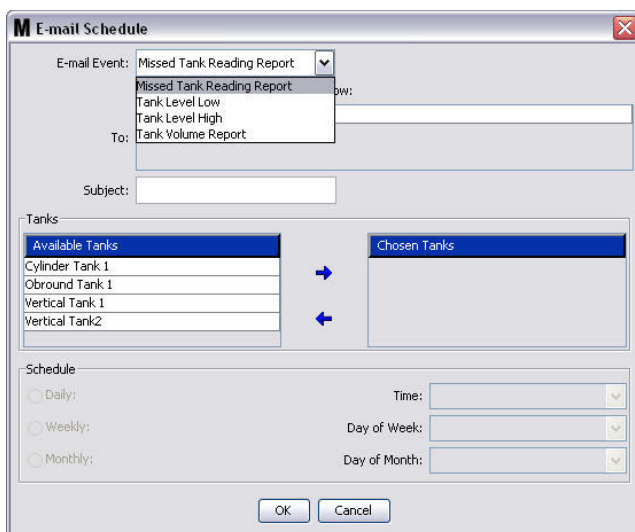 M E-mail Schedule
E-mail Event: Missed Tank Reading Report
Missed Tank Reading Report
Tank Level Low
Tank Level High
Tank Volume Report
To:
Subject:
Tanks
Available Tanks
Cylinder Tank 1
Obround Tank 1
Vertical Tank 1
Vertical Tank2
Chosen Tanks
Schedule
Daily:
Time:
Weekly:
Day of Week:
Monthly:
Day of Month:
OK
Cancel